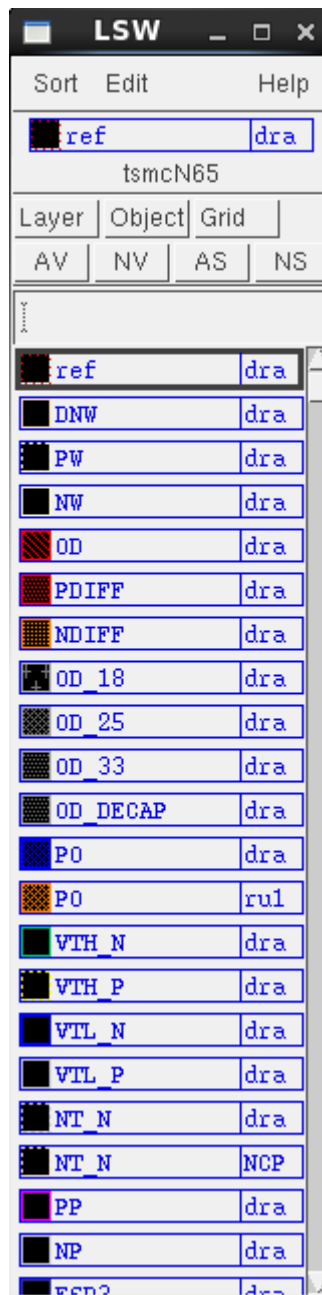 LSW
Sort Edit Help
ref dra
tsmcN65
Layer Object Grid
AV NV AS NS
ref dra
DNW dra
PW dra
NW dra
OD dra
PDIFF dra
NDIFF dra
OD_18 dra
OD_25 dra
OD_33 dra
OD_DECAP dra
PO dra
PO ru1
VTH_N dra
VTH_P dra
VTL_N dra
VTL_P dra
NT_N dra
NT_N NCP
PP dra
NP dra